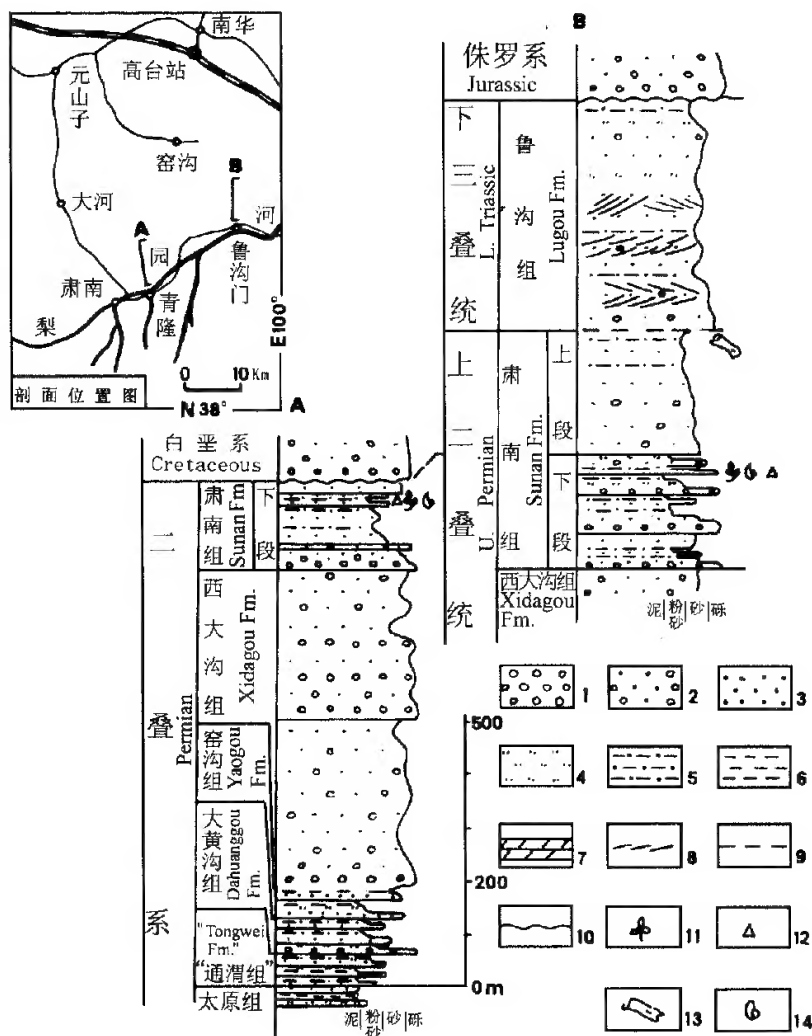 南华
高台站
元山子
窑沟
大河
B
A
河
园
鲁沟门
肃南
青隆
梨
E100°
0 10 Km
剖面位置图
N 38°
A
白垩系
Cretaceous
二叠系
Permian
肃南组
Sunan Fm
下段
西大沟组
Xidagou Fm.
窑沟组
Yaogou Fm.
大黄沟组
Dahuanggou Fm.
"Tongwei Fm."
"通渭组"
太原组
泥|粉砂|砂|砾
500
200
0 m
B
侏罗系
Jurassic
下三叠统
L. Triassic
鲁沟组
Lugou Fm.
上二叠统
U. Permian
肃南组
Sunan Fm.
上段
下段
西大沟组
Xidagou Fm.
泥|粉砂|砂|砾
1
2
3
4
5
6
7
8
9
10
11
12
13
14